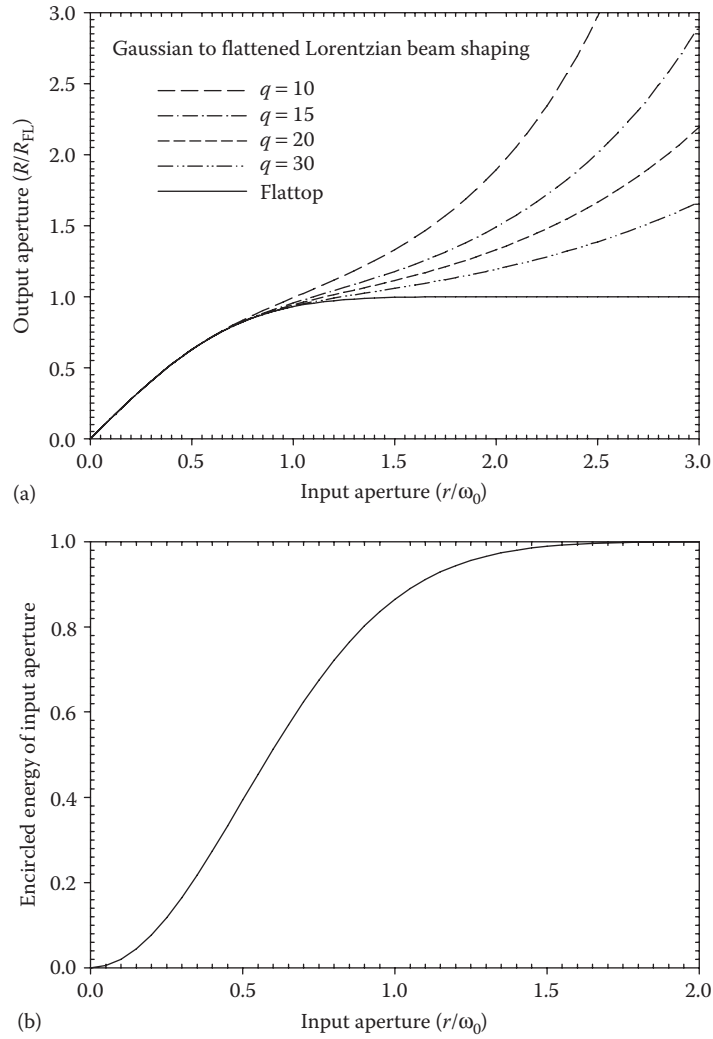 3.0
2.5
2.0
1.5
1.0
0.5
0.0
Output aperture (R/R_FL)
Gaussian to flattened Lorentzian beam shaping
q = 10
q = 15
q = 20
q = 30
Flattop
0.0 0.5 1.0 1.5 2.0 2.5 3.0
(a)
Input aperture (r/ω₀)
1.0
0.8
0.6
0.4
0.2
0.0
Encircled energy of input aperture
0.0 0.5 1.0 1.5 2.0
(b)
Input aperture (r/ω₀)